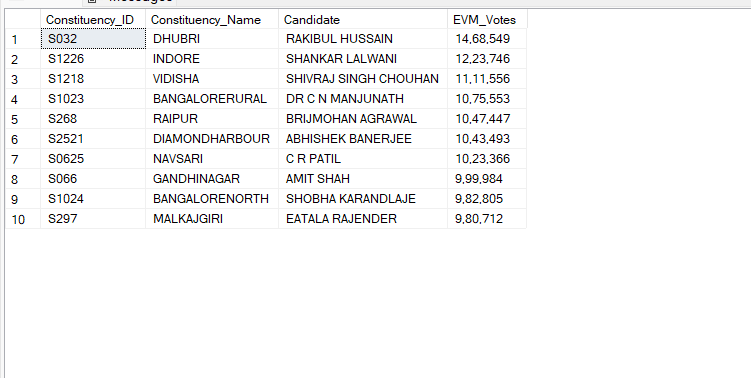 Messages
Constituency_ID Constituency_Name Candidate EVM_Votes
1 S032 DHUBRI RAKIBUL HUSSAIN 14,68,549
2 S1226 INDORE SHANKAR LALWANI 12,23,746
3 S1218 VIDISHA SHIVRAJ SINGH CHOUHAN 11,11,556
4 S1023 BANGALORERURAL DR C N MANJUNATH 10,75,553
5 S268 RAIPUR BRIJMOHAN AGRAWAL 10,47,447
6 S2521 DIAMONDHARBOUR ABHISHEK BANERJEE 10,43,493
7 S0625 NAVSARI C R PATIL 10,23,366
8 S066 GANDHINAGAR AMIT SHAH 9,99,984
9 S1024 BANGALORENORTH SHOBHA KARANDLAJE 9,82,805
10 S297 MALKAJGIRI EATALA RAJENDER 9,80,712